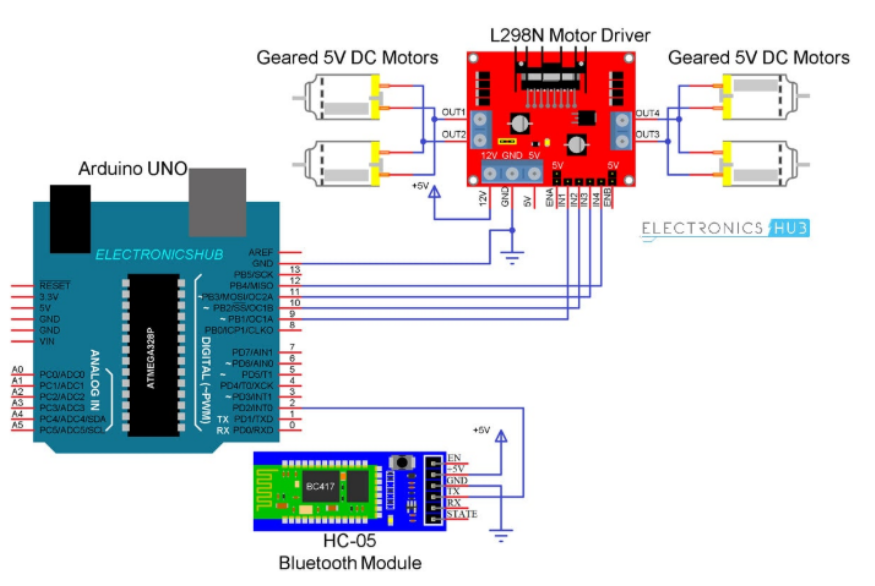 L298N Motor Driver
Geared 5V DC Motors
Geared 5V DC Motors
OUT1
OUT2
OUT4
OUT3
12V GND 5V
5V
5V
+5V
12V
GND
5V
ENA
IN1
IN2
IN3
IN4
ENB
ELECTRONICS HUB
Arduino UNO
ELECTRONICSHUB
AREF
GND
PB5/SCK 13
PB4/MISO 12
~PB3/MOSI/OC2A 11
~PB2/SS/OC1B 10
~PB1/OC1A 9
PB0/ICP1/CLKO 8
PD7/AIN1 7
~PD6/AIN0 6
~PD5/T1 5
PD4/T0/XCK 4
~PD3/INT1 3
PD2/INT0 2
TX PD1/TXD 1
RX PD0/RXD 0
RESET
3.3V
5V
GND
GND
VIN
A0 PC0/ADC0
A1 PC1/ADC1
A2 PC2/ADC2
A3 PC3/ADC3
A4 PC4/ADC4/SDA
A5 PC5/ADC5/SCL
ANALOG IN
ATMEGA328P
DIGITAL (~PWM)
+5V
BC417
EN
+5V
GND
TX
RX
STATE
HC-05
Bluetooth Module